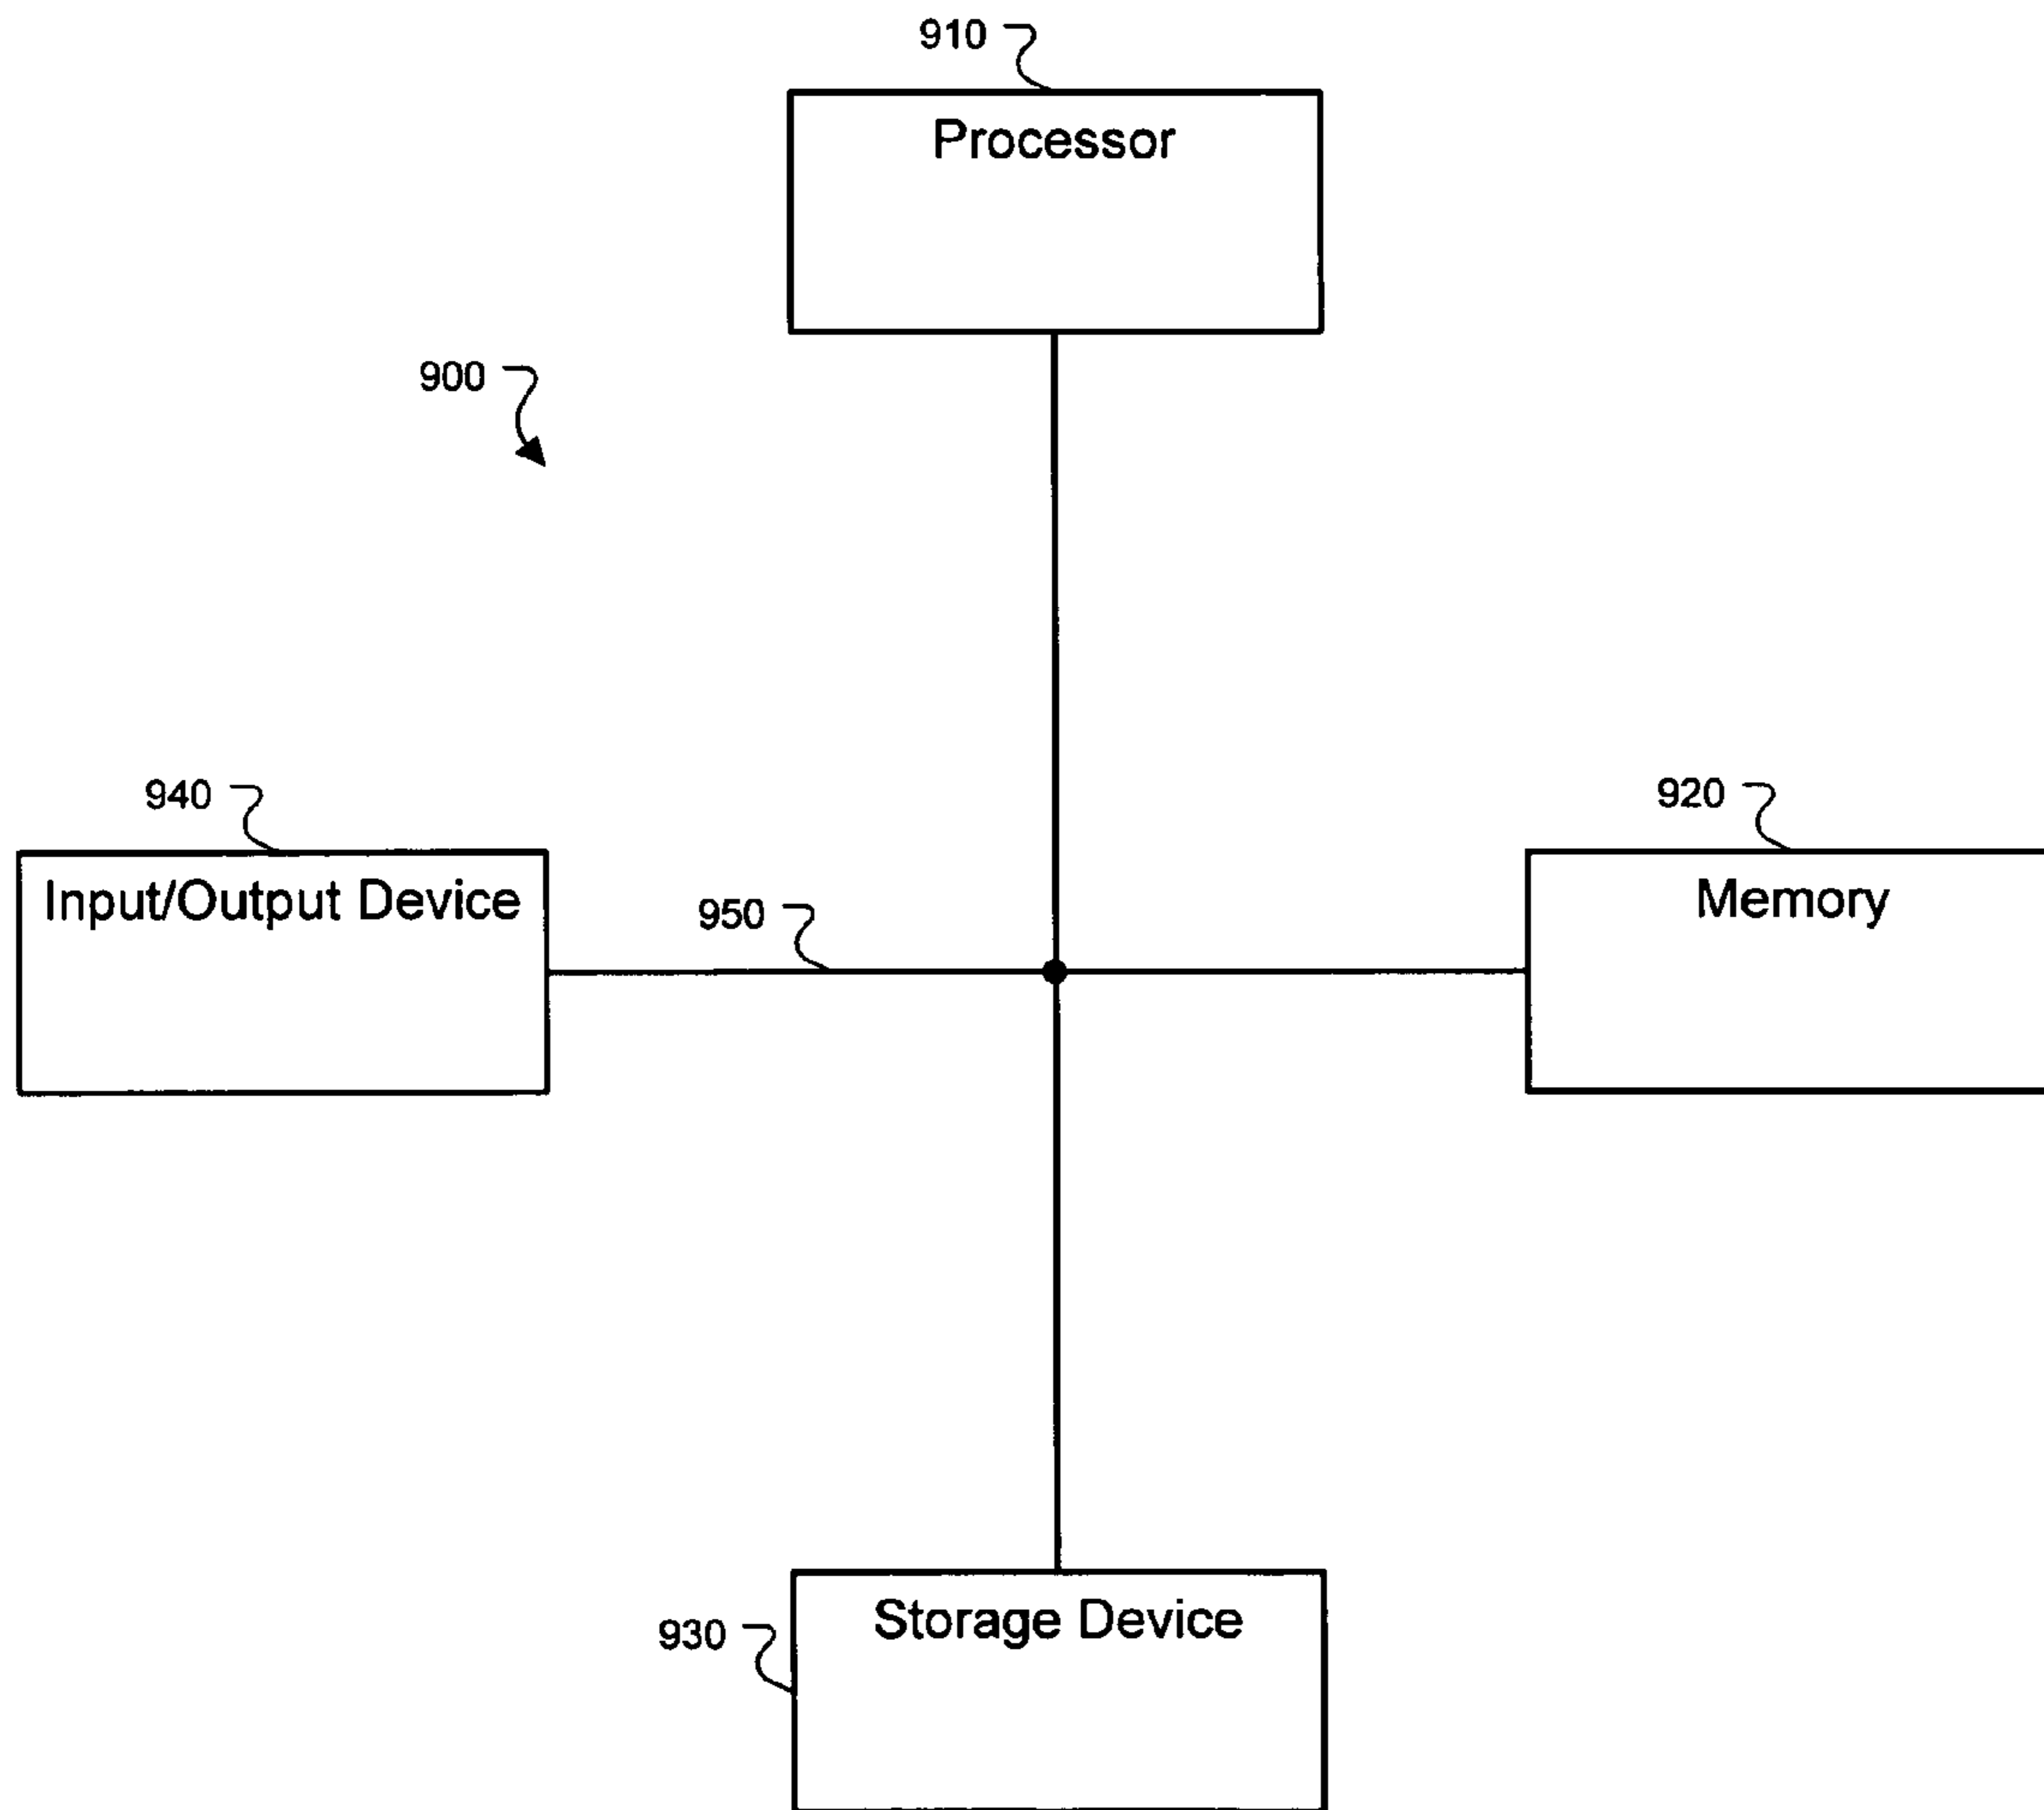 910
Processor
900
940
Input/Output Device
950
920
Memory
930
Storage Device